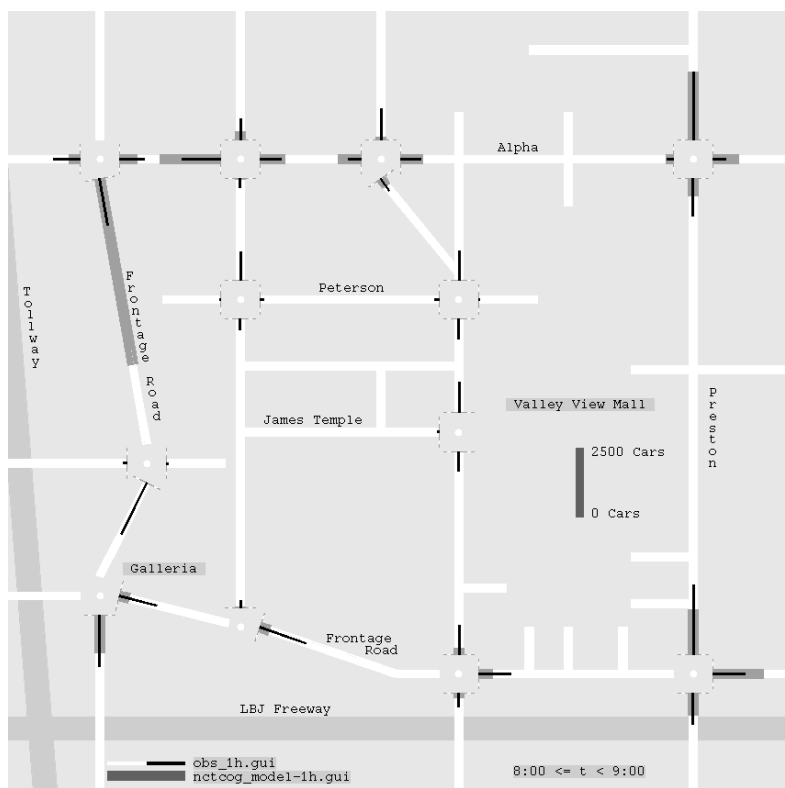 Alpha
Tollway
Frontage Road
Peterson
James Temple
Valley View Mall
Preston
2500 Cars
0 Cars
Galleria
Frontage
Road
LBJ Freeway
obs_1h.gui
nctcog_model-1h.gui
8:00 <= t < 9:00